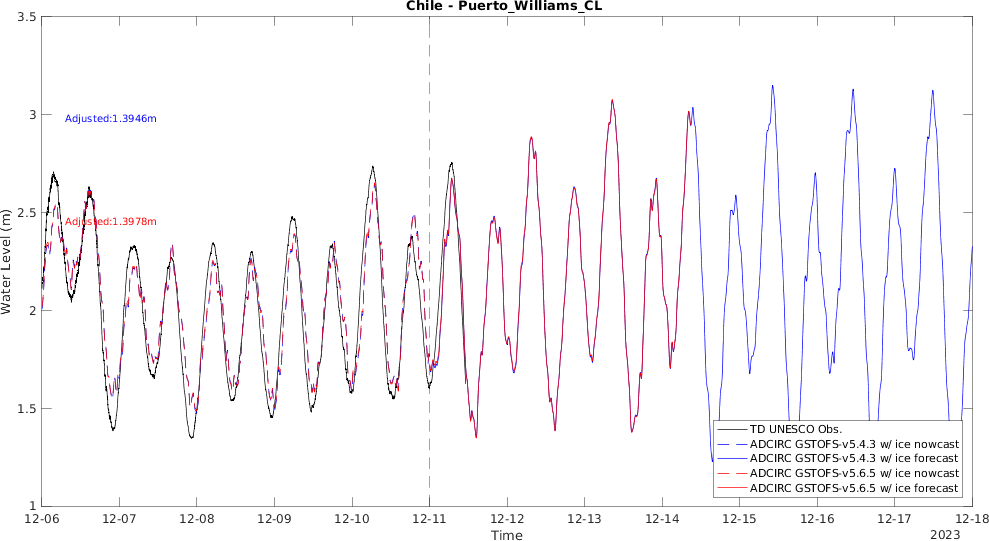 Chile - Puerto_Williams_CL
3.5
3
2.5
2
1.5
1
Water Level (m)
Adjusted:1.3946m
Adjusted:1.3978m
TD UNESCO Obs.
ADCIRC GSTOFS-v5.4.3 w/ ice nowcast
ADCIRC GSTOFS-v5.4.3 w/ ice forecast
ADCIRC GSTOFS-v5.6.5 w/ ice nowcast
ADCIRC GSTOFS-v5.6.5 w/ ice forecast
12-06 12-07 12-08 12-09 12-10 12-11 12-12 12-13 12-14 12-15 12-16 12-17 12-18
Time
2023